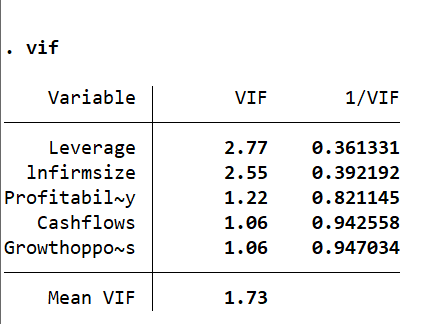 . vif
Variable VIF 1/VIF
Leverage 2.77 0.361331
lnfirmsize 2.55 0.392192
Profitabil~y 1.22 0.821145
Cashflows 1.06 0.942558
Growthoppo~s 1.06 0.947034
Mean VIF 1.73